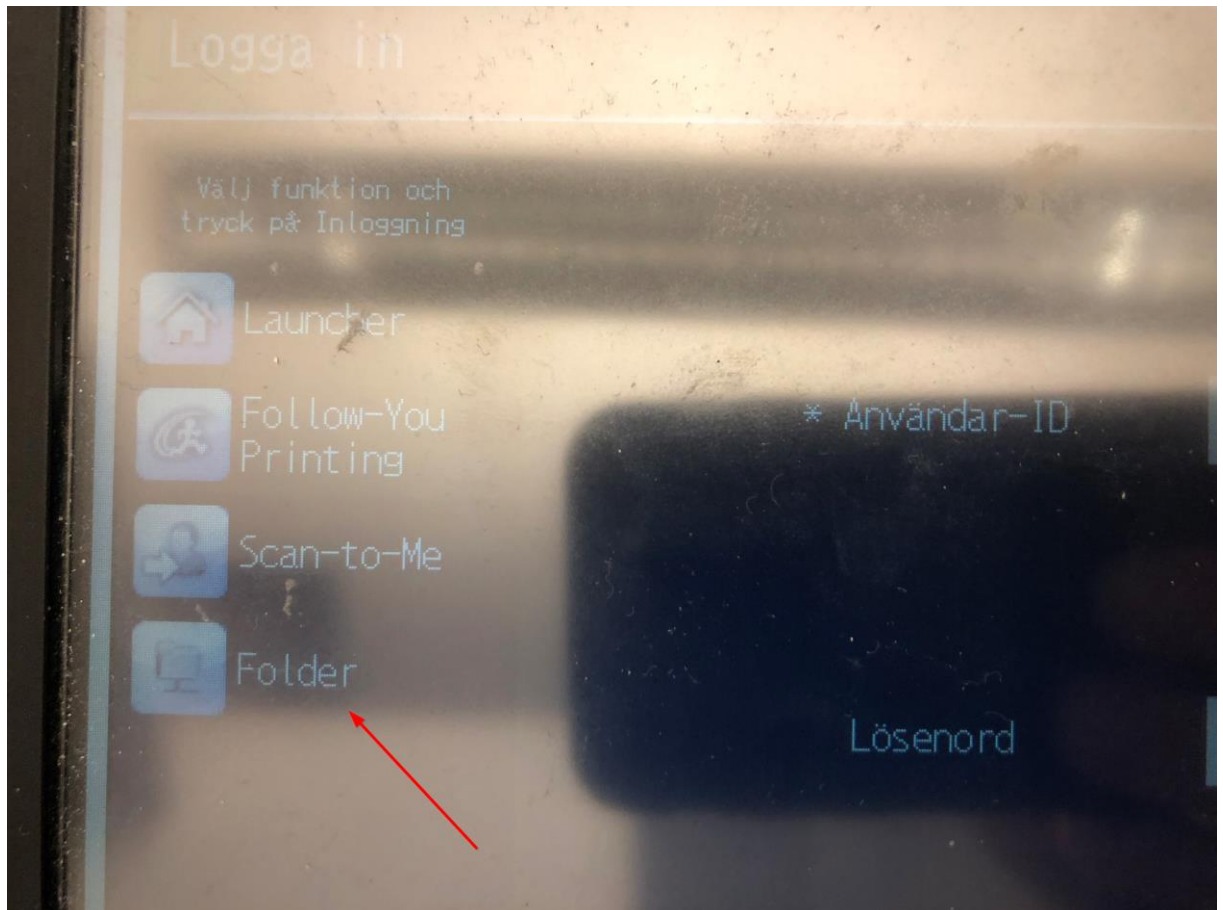 Logga in
Välj funktion och
tryck på Inloggning
Launcher
Follow-You
Printing
Scan-to-Me
Folder
* Användar-ID
Lösenord